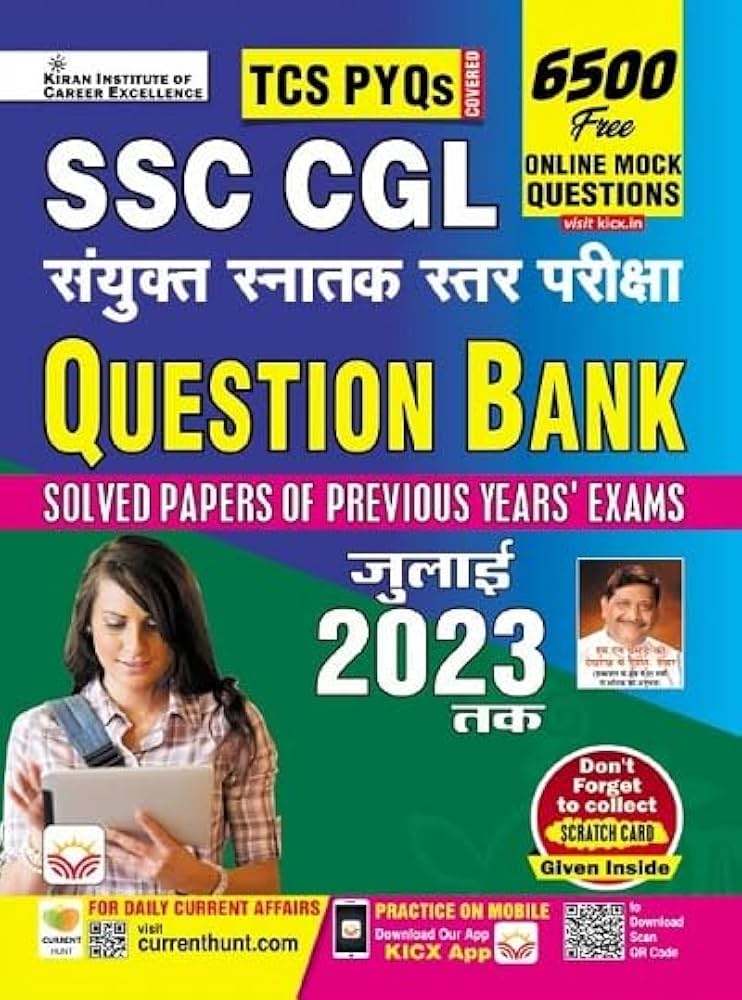 KIRAN INSTITUTE OF
CAREER EXCELLENCE
TCS PYQs
COVERED
6500
Free
ONLINE MOCK
QUESTIONS
visit kicx.in
SSC CGL
संयुक्त स्नातक स्तर परीक्षा
QUESTION BANK
SOLVED PAPERS OF PREVIOUS YEARS' EXAMS
जुलाई
2023
तक
Don't
Forget
to collect
SCRATCH CARD
Given Inside
CURRENT
HUNT
FOR DAILY CURRENT AFFAIRS
visit
currenthunt.com
PRACTICE ON MOBILE
Download Our App
KICX App
to
Download
Scan
QR Code